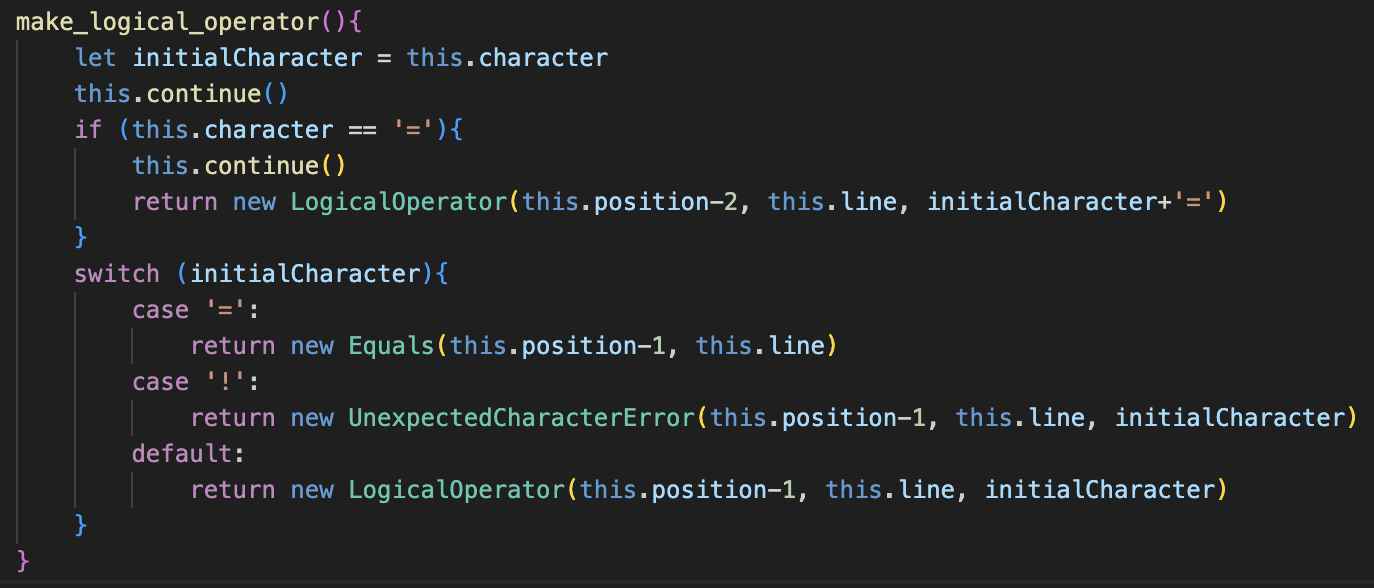 make_logical_operator(){
    let initialCharacter = this.character
    this.continue()
    if (this.character == '='){
        this.continue()
        return new LogicalOperator(this.position-2, this.line, initialCharacter+'=')
    }
    switch (initialCharacter){
        case '=':
            return new Equals(this.position-1, this.line)
        case '!':
            return new UnexpectedCharacterError(this.position-1, this.line, initialCharacter)
        default:
            return new LogicalOperator(this.position-1, this.line, initialCharacter)
    }
}